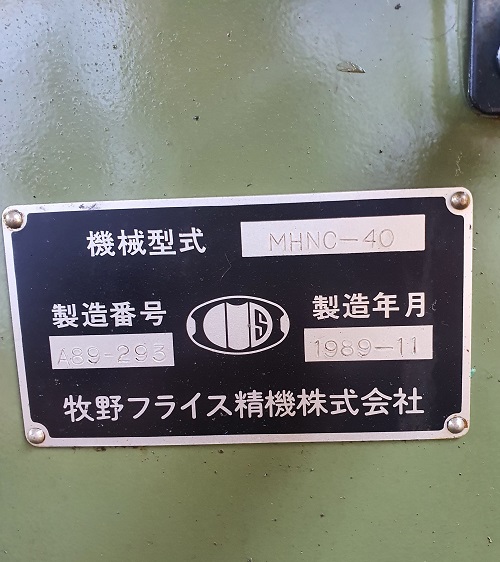 機械型式 MHNC-40
製造番号 製造年月
A89-293 1989-11
牧野フライス精機株式会社